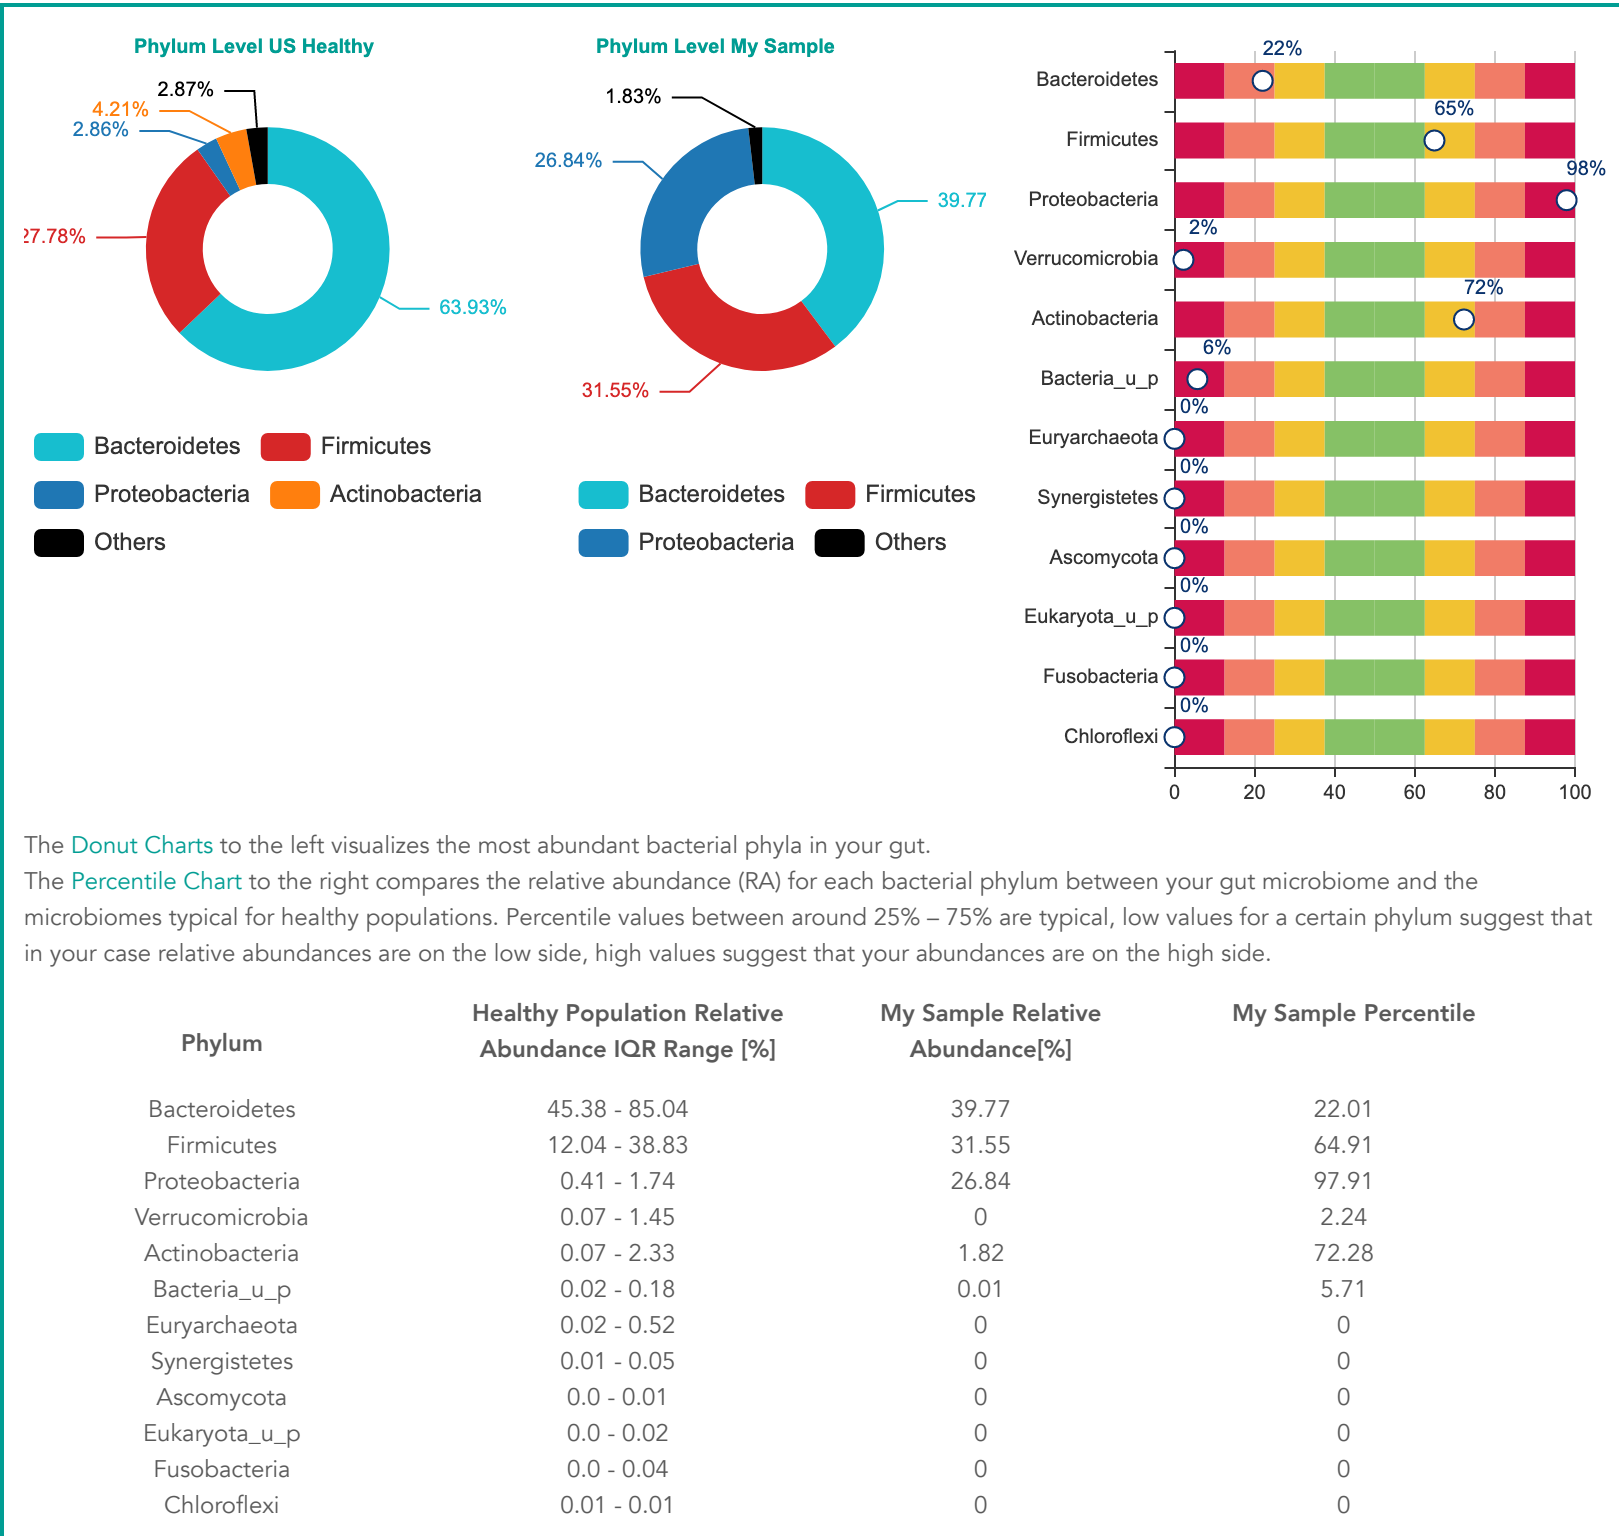 Phylum Level US Healthy
2.87%
4.21%
2.86%
27.78%
63.93%
Bacteroidetes Firmicutes
Proteobacteria Actinobacteria
Others
Phylum Level My Sample
1.83%
26.84%
39.77
31.55%
Bacteroidetes Firmicutes
Proteobacteria Others
22%
Bacteroidetes
65%
Firmicutes
98%
Proteobacteria
2%
Verrucomicrobia
72%
Actinobacteria
6%
Bacteria_u_p
0%
Euryarchaeota
0%
Synergistetes
0%
Ascomycota
0%
Eukaryota_u_p
0%
Fusobacteria
0%
Chloroflexi
0 20 40 60 80 100
The Donut Charts to the left visualizes the most abundant bacterial phyla in your gut.
The Percentile Chart to the right compares the relative abundance (RA) for each bacterial phylum between your gut microbiome and the
microbiomes typical for healthy populations. Percentile values between around 25% – 75% are typical, low values for a certain phylum suggest that
in your case relative abundances are on the low side, high values suggest that your abundances are on the high side.
Phylum
Healthy Population Relative
Abundance IQR Range [%]
My Sample Relative
Abundance[%]
My Sample Percentile
Bacteroidetes 45.38 - 85.04 39.77 22.01
Firmicutes 12.04 - 38.83 31.55 64.91
Proteobacteria 0.41 - 1.74 26.84 97.91
Verrucomicrobia 0.07 - 1.45 0 2.24
Actinobacteria 0.07 - 2.33 1.82 72.28
Bacteria_u_p 0.02 - 0.18 0.01 5.71
Euryarchaeota 0.02 - 0.52 0 0
Synergistetes 0.01 - 0.05 0 0
Ascomycota 0.0 - 0.01 0 0
Eukaryota_u_p 0.0 - 0.02 0 0
Fusobacteria 0.0 - 0.04 0 0
Chloroflexi 0.01 - 0.01 0 0